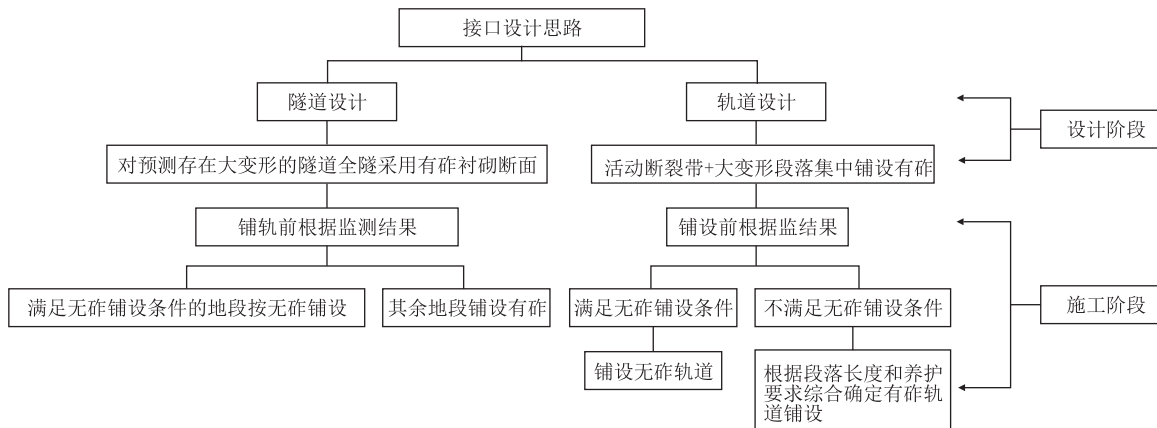 接口设计思路
隧道设计
轨道设计
设计阶段
对预测存在大变形的隧道全隧采用有砟衬砌断面
活动断裂带+大变形段落集中铺设有砟
铺轨前根据监测结果
铺设前根据监结果
满足无砟铺设条件的地段按无砟铺设
其余地段铺设有砟
满足无砟铺设条件
不满足无砟铺设条件
施工阶段
铺设无砟轨道
根据段落长度和养护
要求综合确定有砟轨
道铺设